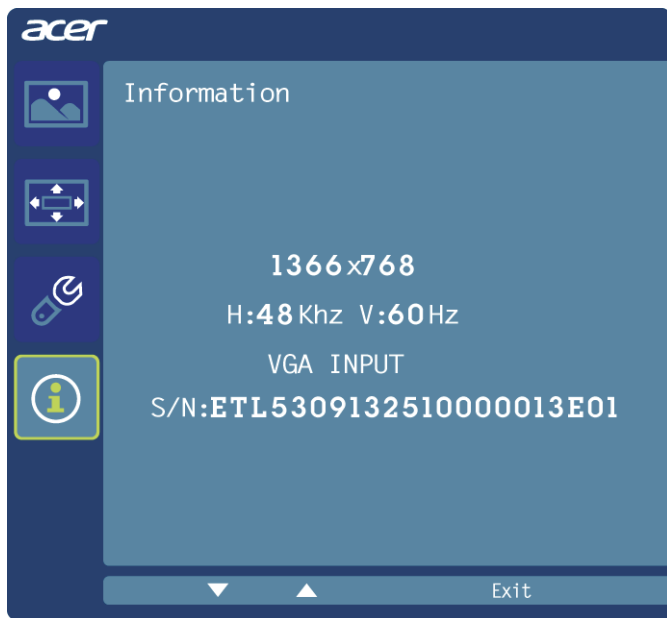 acer
Information
1366x768
H:48Khz V:60Hz
VGA INPUT
S/N:ETL5309132510000013E01
Exit